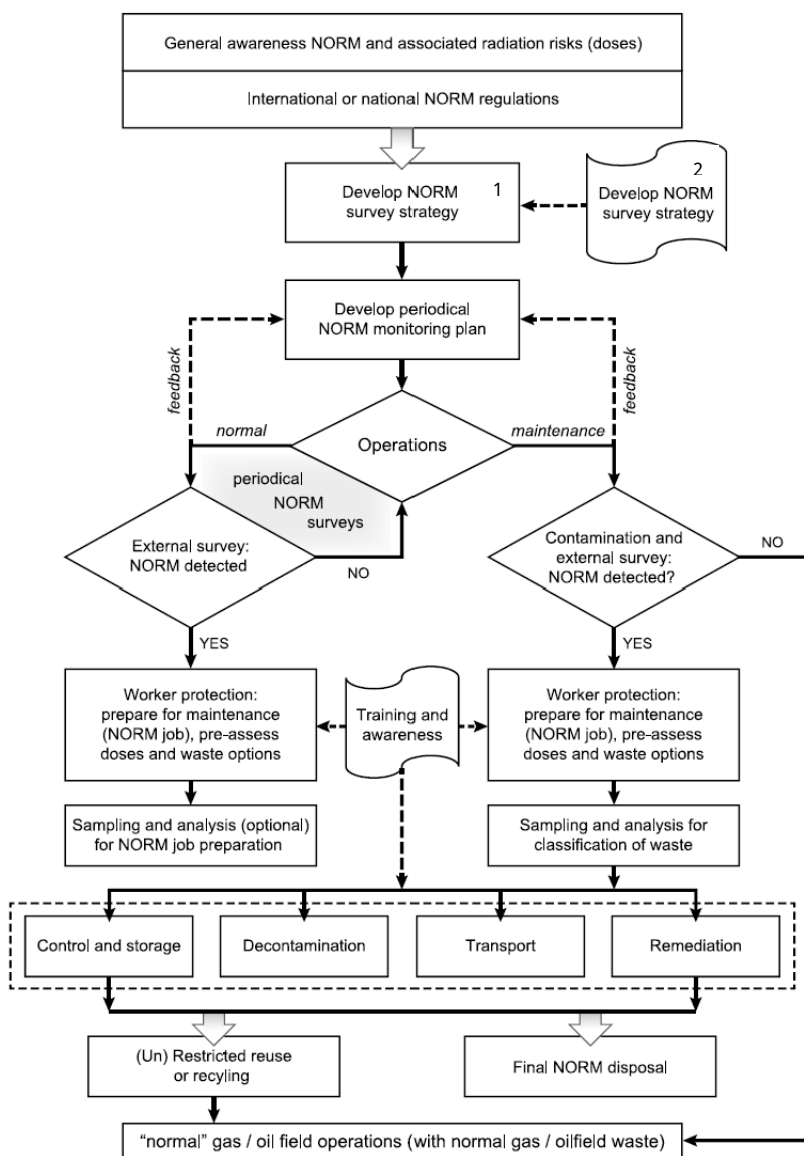 General awareness NORM and associated radiation risks (doses)
International or national NORM regulations
Develop NORM
survey strategy
1
2
Develop NORM
survey strategy
Develop periodical
NORM monitoring plan
feedback
feedback
normal
Operations
maintenance
periodical
NORM
surveys
External survey:
NORM detected
NO
Contamination and
external survey:
NORM detected?
NO
YES
YES
Worker protection:
prepare for maintenance
(NORM job), pre-assess
doses and waste options
Training and
awareness
Worker protection:
prepare for maintenance
(NORM job), pre-assess
doses and waste options
Sampling and analysis (optional)
for NORM job preparation
Sampling and analysis for
classification of waste
Control and storage
Decontamination
Transport
Remediation
(Un) Restricted reuse
or recyling
Final NORM disposal
“normal” gas / oil field operations (with normal gas / oilfield waste)